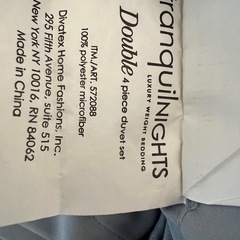 tranquilNIGHTS
LUXURY WEIGHT BEDDING
Double 4 piece duvet set
ITM./ART. 572088
100% polyester microfiber
Divatex Home Fashions, Inc.
295 Fifth Avenue, suite 515
New York NY 10016, RN 84062
Made in China